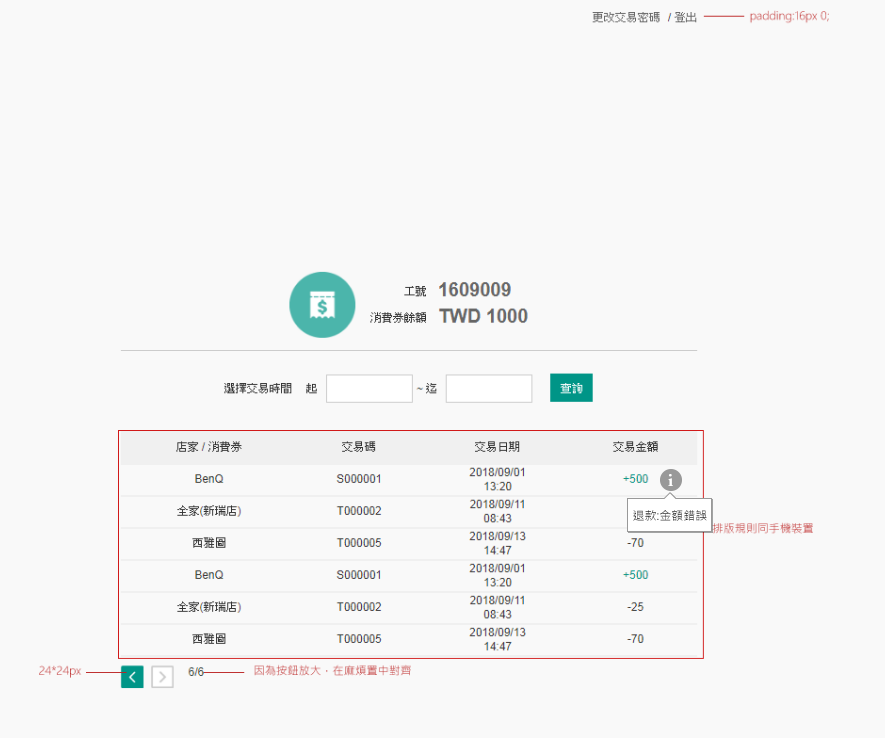 更改交易密碼 / 登出 padding:16px 0;
工號 1609009
消費券餘額 TWD 1000
選擇交易時間 起 ~ 迄 查詢
店家 / 消費券 交易碼 交易日期 交易金額
BenQ S000001 2018/09/01 13:20 +500
全家(新瑞店) T000002 2018/09/11 08:43
退款:金額錯誤
排版規則同手機裝置
西雅圖 T000005 2018/09/13 14:47 -70
BenQ S000001 2018/09/01 13:20 +500
全家(新瑞店) T000002 2018/09/11 08:43 -25
西雅圖 T000005 2018/09/13 14:47 -70
24*24px 6/6 因為按鈕放大，在麻煩置中對齊